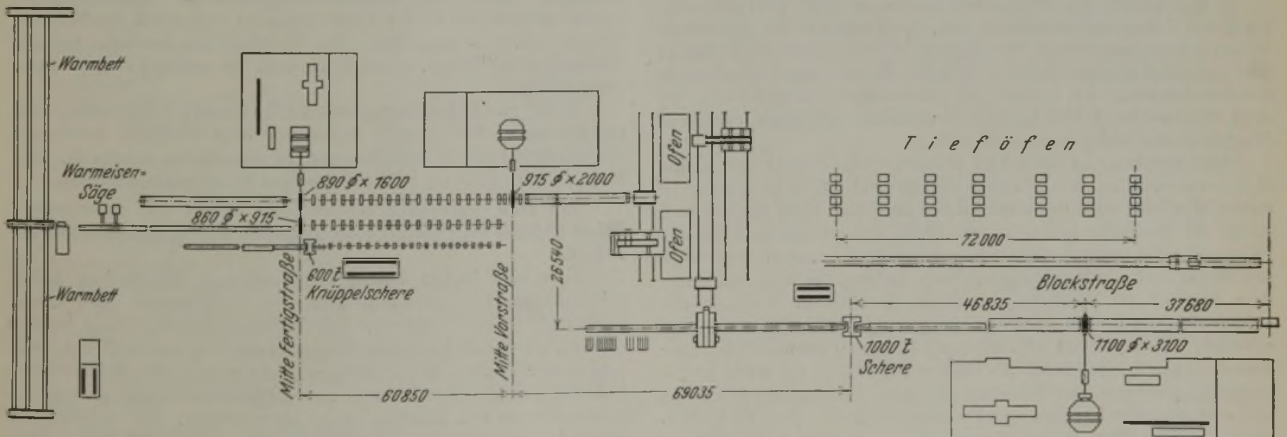 Warmbett
Warmeisen-
Säge
Warmbett
890 ∮ × 1600
860 ∮ × 915
600 t
Knüppelschere
Mitte Fertigstraße
Mitte Vorstraße
60850
915 ∮ × 2000
26540
Ofen
Ofen
69035
Tieföfen
72000
Blockstraße
46835
37680
1000 t
Schere
1100 ∮ × 3100